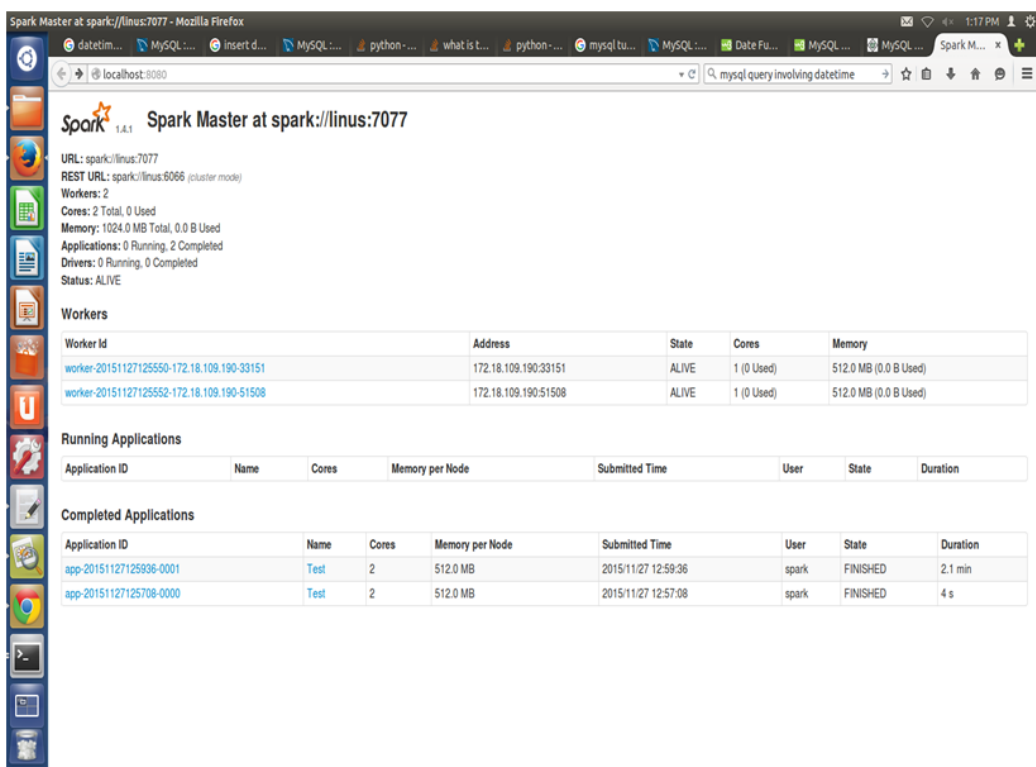 Spark Master at spark://linus:7077 - Mozilla Firefox
1:17 PM
datetim... MySQL :... insert d... MySQL :... python - ... what is t... python - ... mysql tu... MySQL :... Date Fu... MySQL ... MySQL ... Spark M... x
localhost:8080
mysql query involving datetime
Spark 1.4.1 Spark Master at spark://linus:7077
URL: spark://linus:7077
REST URL: spark://linus:6066 (cluster mode)
Workers: 2
Cores: 2 Total, 0 Used
Memory: 1024.0 MB Total, 0.0 B Used
Applications: 0 Running, 2 Completed
Drivers: 0 Running, 0 Completed
Status: ALIVE
Workers
Worker Id Address State Cores Memory
worker-20151127125550-172.18.109.190-33151 172.18.109.190:33151 ALIVE 1 (0 Used) 512.0 MB (0.0 B Used)
worker-20151127125552-172.18.109.190-51508 172.18.109.190:51508 ALIVE 1 (0 Used) 512.0 MB (0.0 B Used)
Running Applications
Application ID Name Cores Memory per Node Submitted Time User State Duration
Completed Applications
Application ID Name Cores Memory per Node Submitted Time User State Duration
app-20151127125936-0001 Test 2 512.0 MB 2015/11/27 12:59:36 spark FINISHED 2.1 min
app-20151127125708-0000 Test 2 512.0 MB 2015/11/27 12:57:08 spark FINISHED 4 s